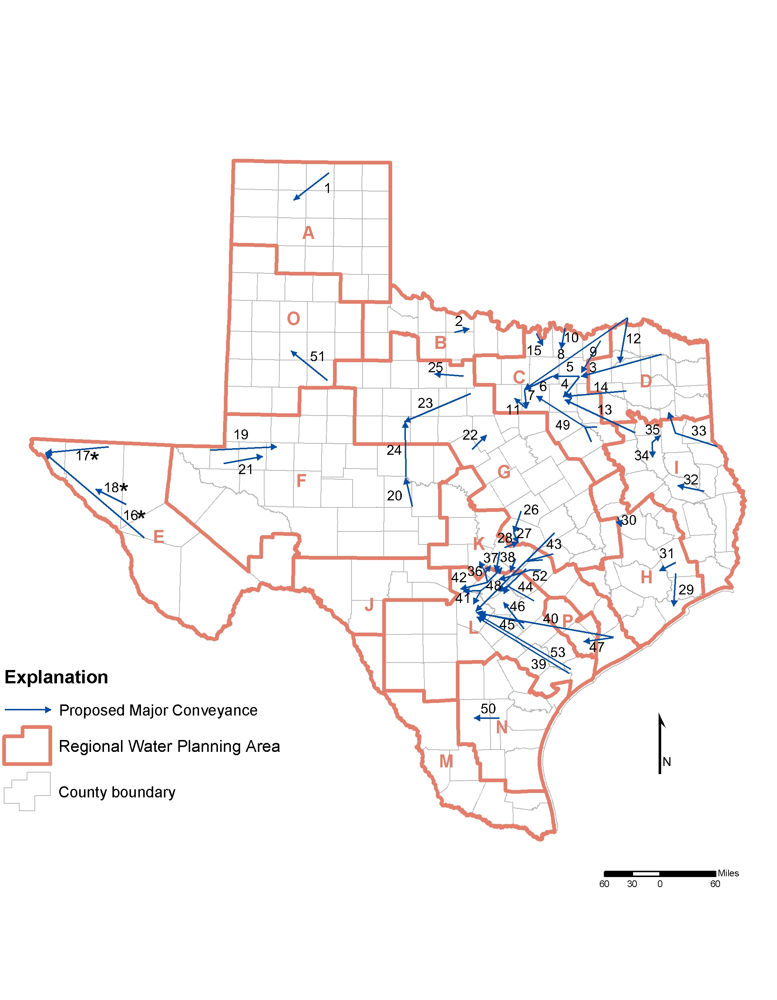 1
A
O
2
B
51
25
10
15
8
9
12
5
3
C
4
6
D
7
14
11
13
23
49
22
35
33
19
24
34
17*
21
I
F
G
32
18*
20
16*
26
30
E
28
27
K
43
37
38
31
36
42
52
H
48
44
29
41
J
46
40
P
45
L
47
53
39
Explanation
Proposed Major Conveyance
50
N
Regional Water Planning Area
M
N
County boundary
Miles
60 30 0 60